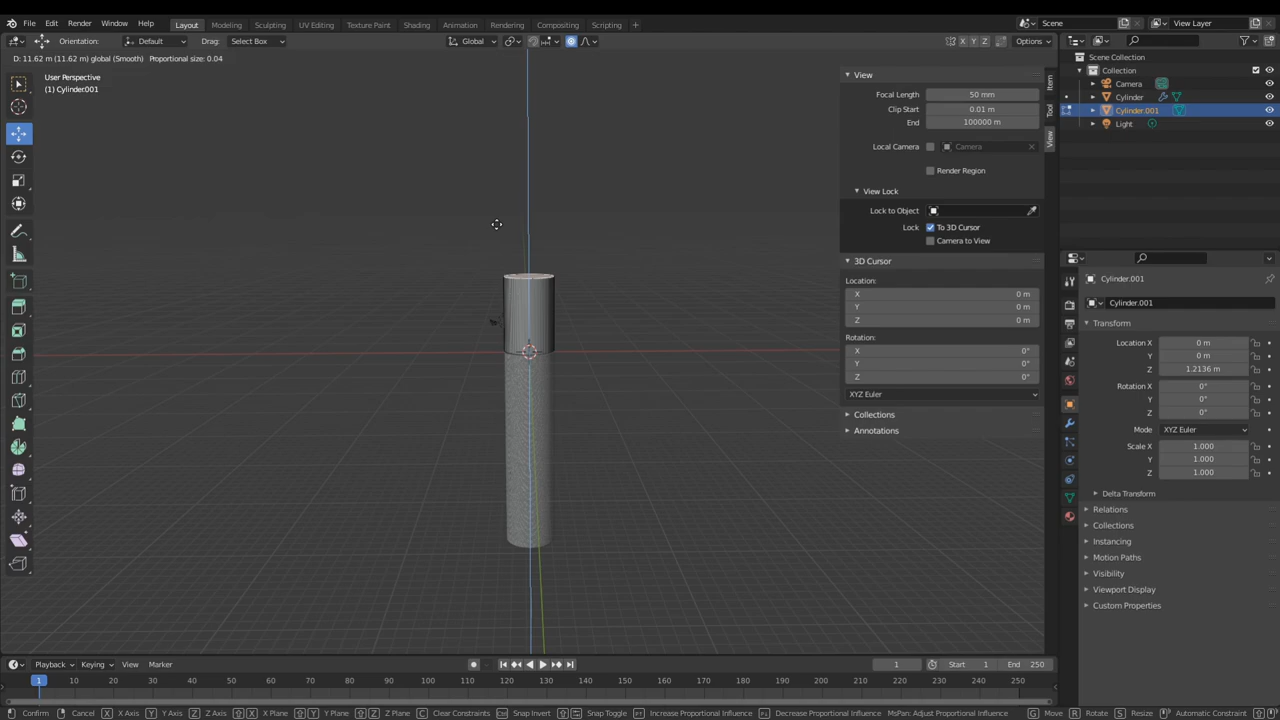 File Edit Render Window Help Layout Modeling Sculpting UV Editing Texture Paint Shading Animation Rendering Compositing Scripting + Scene View Layer
Orientation: Default Drag: Select Box Global X Y Z Options
D: 11.62 m (11.62 m) global (Smooth) Proportional size: 0.04
User Perspective
(1) Cylinder.001
View
Focal Length 50 mm
Clip Start 0.01 m
End 100000 m
Local Camera Camera
Render Region
View Lock
Lock to Object
Lock To 3D Cursor
Camera to View
3D Cursor
Location:
X 0 m
Y 0 m
Z 0 m
Rotation:
X 0°
Y 0°
Z 0°
XYZ Euler
Collections
Annotations
Item
Tool
View
Scene Collection
Collection
Camera
Cylinder
Cylinder.001
Light
Cylinder.001
Cylinder.001
Transform
Location X 0 m
Y 0 m
Z 1.2136 m
Rotation X 0°
Y 0°
Z 0°
Mode XYZ Euler
Scale X 1.000
Y 1.000
Z 1.000
Delta Transform
Relations
Collections
Instancing
Motion Paths
Visibility
Viewport Display
Custom Properties
Playback Keying View Marker 1 Start 1 End 250
1 10 20 30 40 50 60 70 80 90 100 110 120 130 140 150 160 170 180 190 200 210 220 230 240 250
Confirm Cancel X X Axis Y Y Axis Z Z Axis X X Plane Y Y Plane Z Z Plane C Clear Constraints Snap Invert Snap Toggle Increase Proportional Influence Decrease Proportional Influence MsPan: Adjust Proportional Influence G Move R Rotate S Resize Automatic Constraint